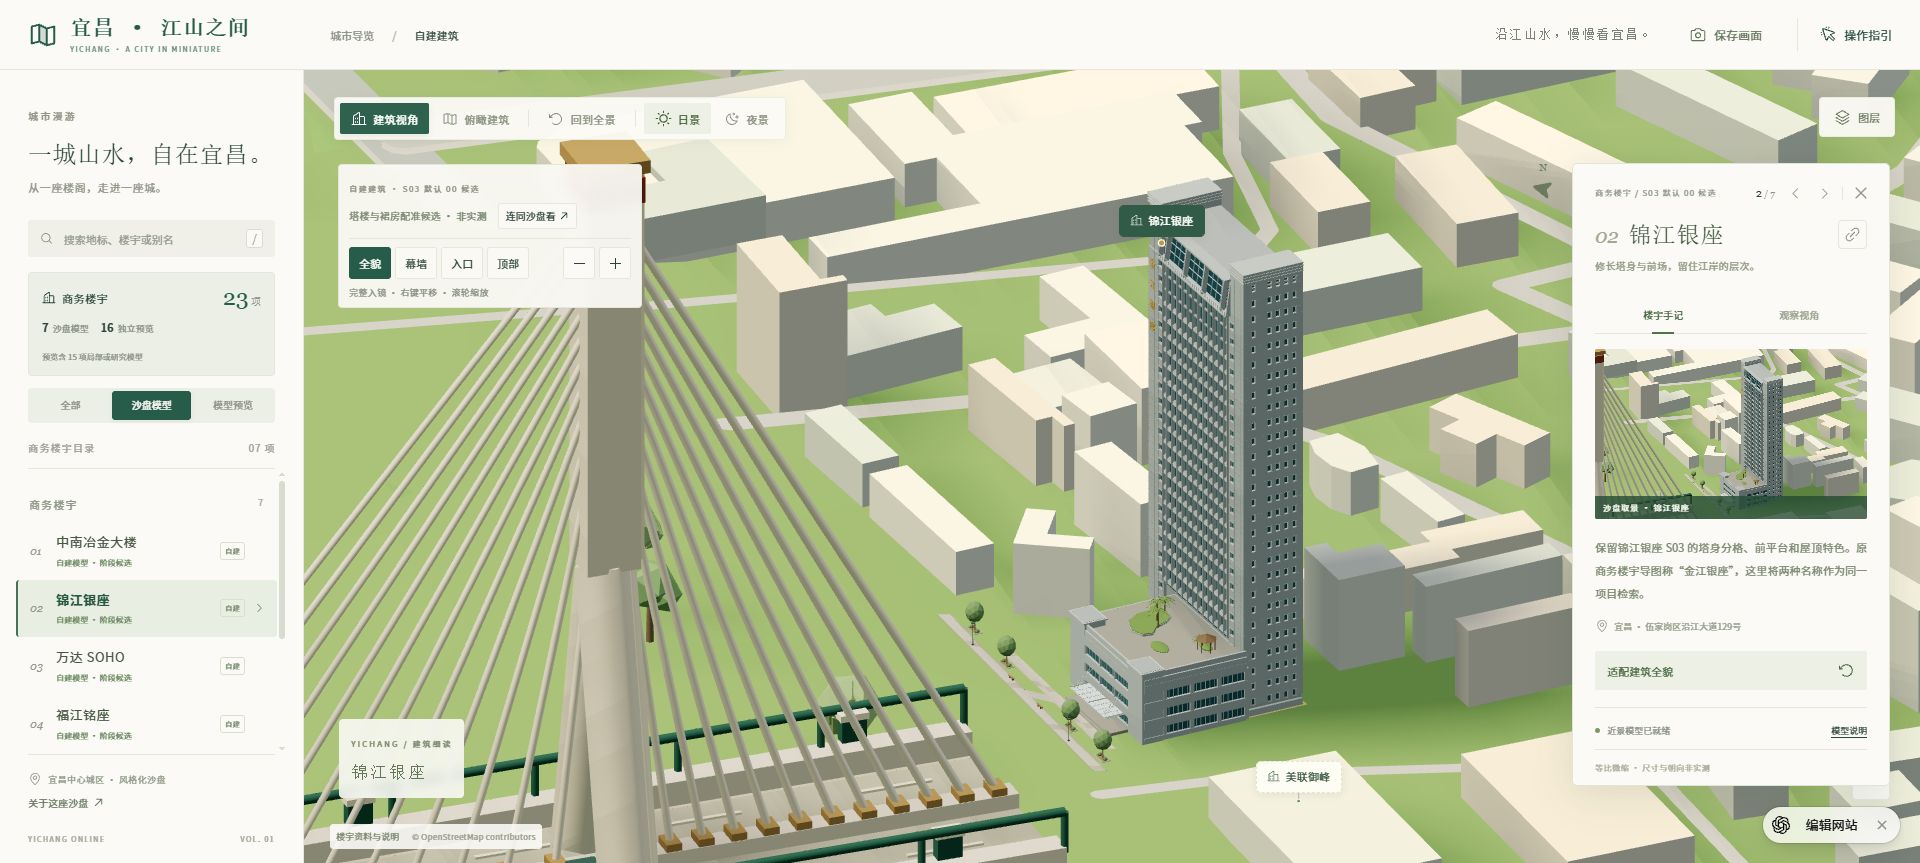 宜昌 · 江山之间
YICHANG · A CITY IN MINIATURE
城市导览 / 自建建筑
沿江山水，慢慢看宜昌。
保存画面
操作指引
城市漫游
一城山水，自在宜昌。
从一座楼阁，走进一座城。
搜索地标、楼宇或别名 /
商务楼宇 23 项
7 沙盘模型 16 独立预览
预览含 15 项局部或研究模型
全部 沙盘模型 模型预览
商务楼宇目录 07 项
商务楼宇 7
01 中南冶金大楼 自建
自建模型 · 阶段候选
02 锦江银座 自建
自建模型 · 阶段候选
03 万达 SOHO 自建
自建模型 · 阶段候选
04 福江铭座 自建
自建模型 · 阶段候选
宜昌中心城区 · 风格化沙盘
关于这座沙盘 ↗
YICHANG ONLINE VOL. 01
建筑视角 俯瞰建筑 回到全景 日景 夜景
自建建筑 · S03 默认 00 候选
塔楼与裙房配准候选 · 非实测 连同沙盘看 ↗
全貌 幕墙 入口 顶部 − +
完整入镜 · 右键平移 · 滚轮缩放
锦江银座
美联御峰
YICHANG / 建筑细读
锦江银座
楼宇资料与说明 © OpenStreetMap contributors
图层
N
商务楼宇 / S03 默认 00 候选 2 / 7
02 锦江银座
修长塔身与前场，留住江岸的层次。
楼宇手记 观察视角
沙盘取景 · 锦江银座
保留锦江银座 S03 的塔身分格、前平台和屋顶特色。原
商务楼宇导图称“金江银座”，这里将两种名称作为同一
项目检索。
宜昌 · 伍家岗区沿江大道129号
适配建筑全貌
近景模型已就绪 模型说明
等比微缩 · 尺寸与朝向非实测
编辑网站